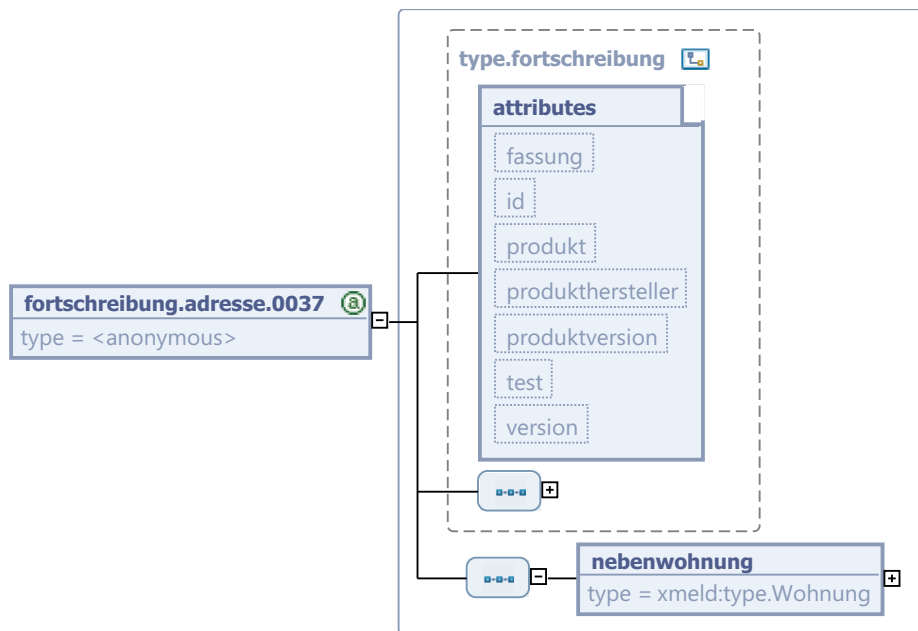 type.fortschreibung
attributes
fassung
id
produkt
produkthersteller
produktversion
test
version
fortschreibung.adresse.0037
type = <anonymous>
nebenwohnung
type = xmeld:type.Wohnung